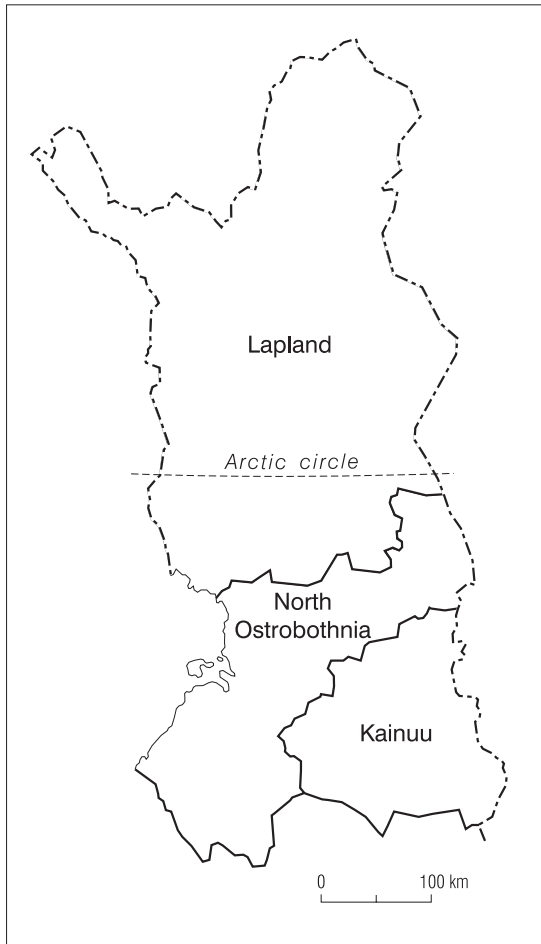 Lapland
Arctic circle
North
Ostrobothnia
Kainuu
0 100 km